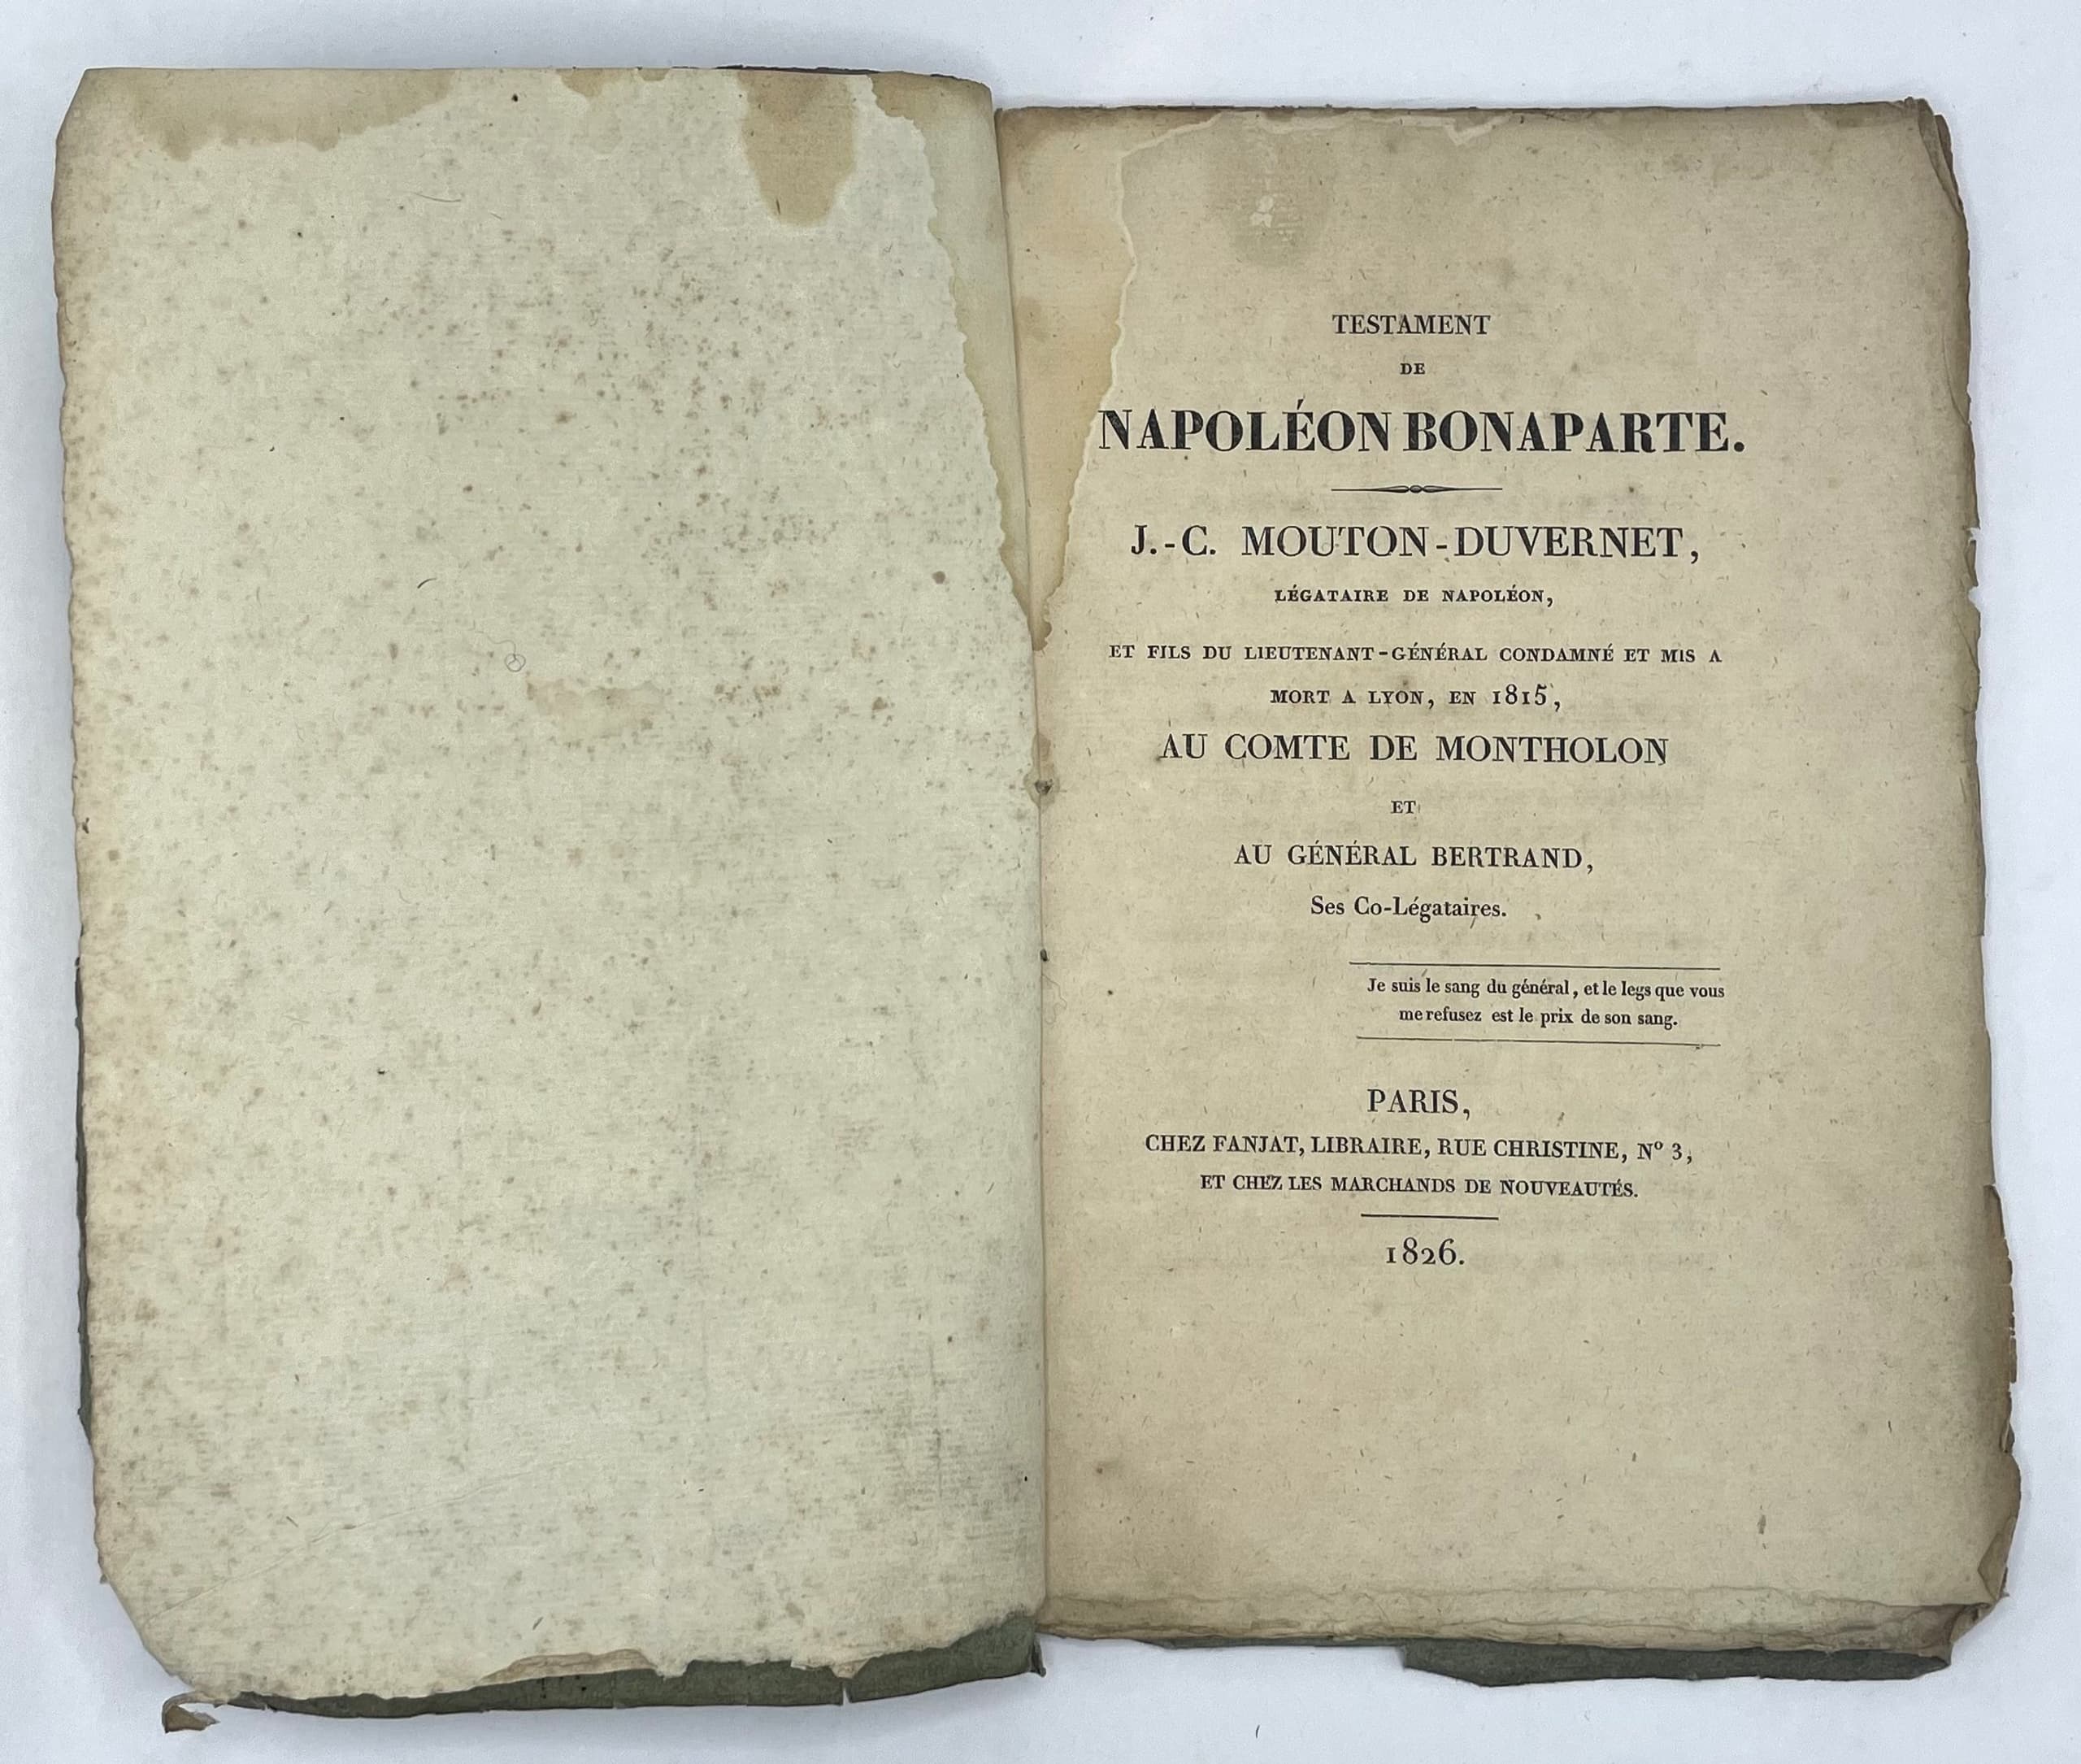 TESTAMENT
DE
NAPOLÉON BONAPARTE.
J.-C. MOUTON-DUVERNET,
LÉGATAIRE DE NAPOLÉON,
ET FILS DU LIEUTENANT-GÉNÉRAL CONDAMNÉ ET MIS A
MORT A LYON, EN 1815,
AU COMTE DE MONTHOLON
ET
AU GÉNÉRAL BERTRAND,
Ses Co-Légataires.
Je suis le sang du général, et le legs que vous
me refusez est le prix de son sang.
PARIS,
CHEZ FANJAT, LIBRAIRE, RUE CHRISTINE, Nº 3,
ET CHEZ LES MARCHANDS DE NOUVEAUTÉS.
1826.